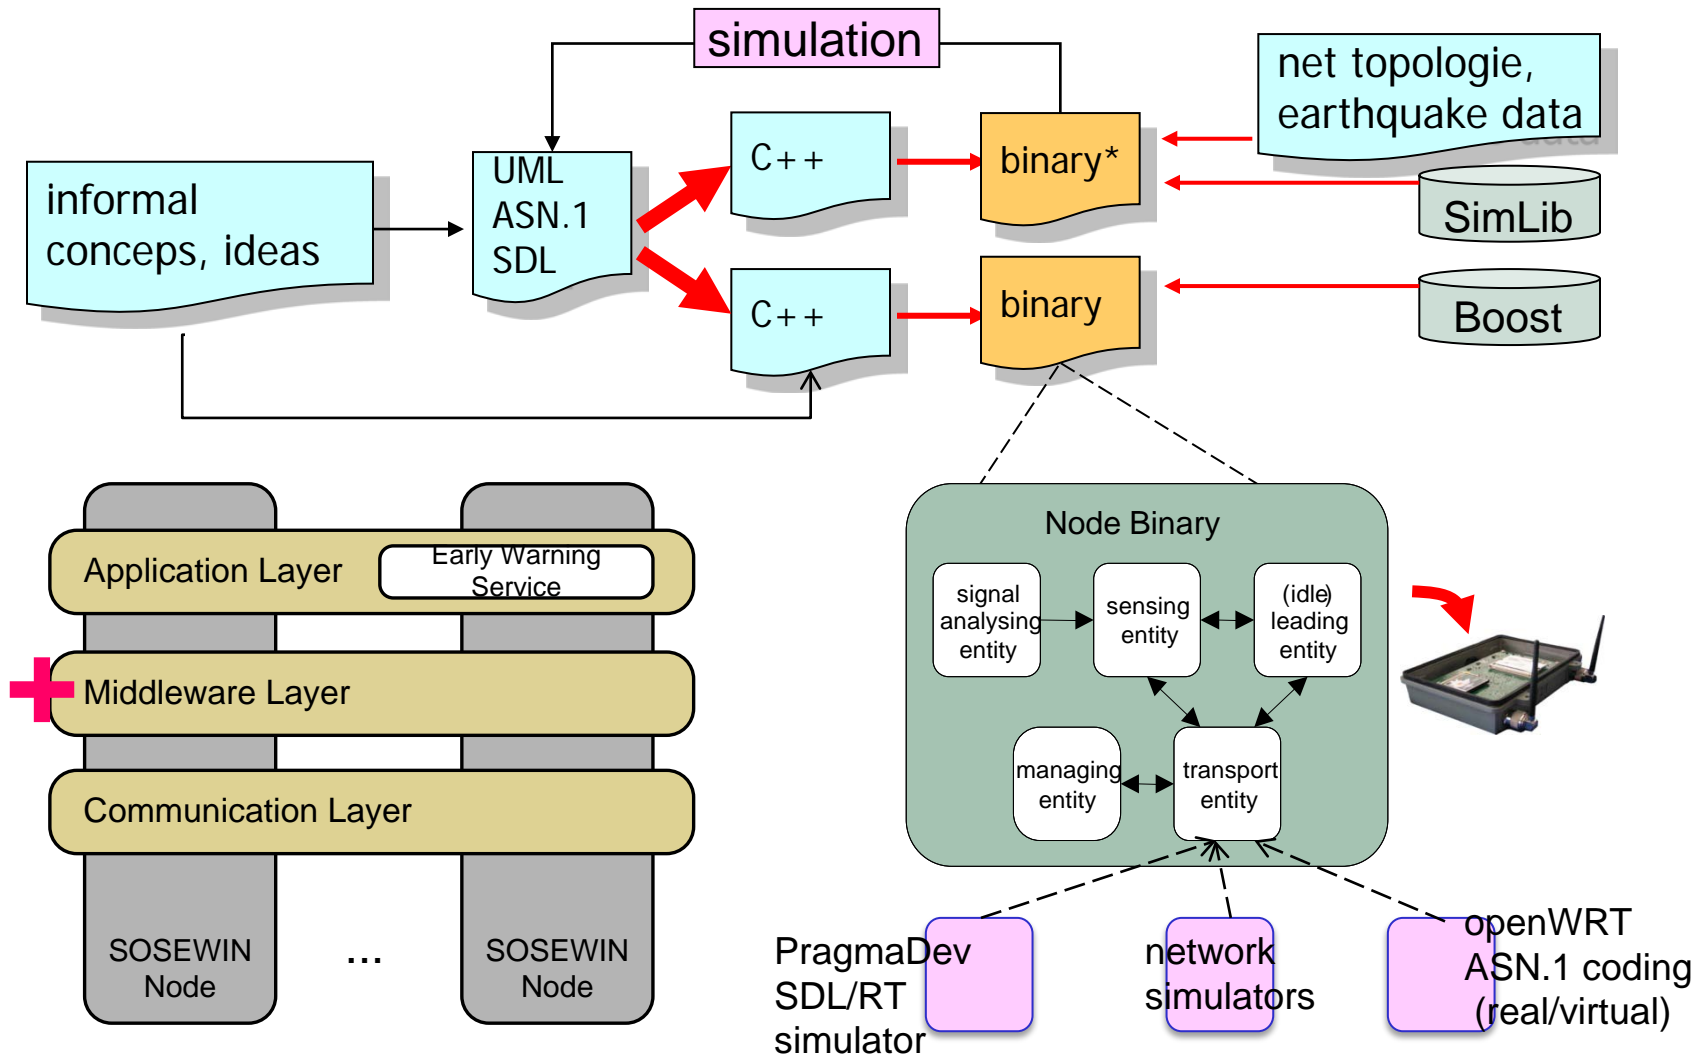 simulation
net topologie,
earthquake data
data
informal
conceps, ideas
UML
ASN.1
SDL
C++
binary*
SimLib
C++
binary
Boost
Node Binary
Application Layer
Early Warning
Service
signal
analysing
entity
sensing
entity
(idle)
leading
entity
Middleware Layer
managing
entity
transport
entity
Communication Layer
SOSEWIN
Node
...
SOSEWIN
Node
PragmaDev
SDL/RT
simulator
network
simulators
openWRT
ASN.1 coding
(real/virtual)